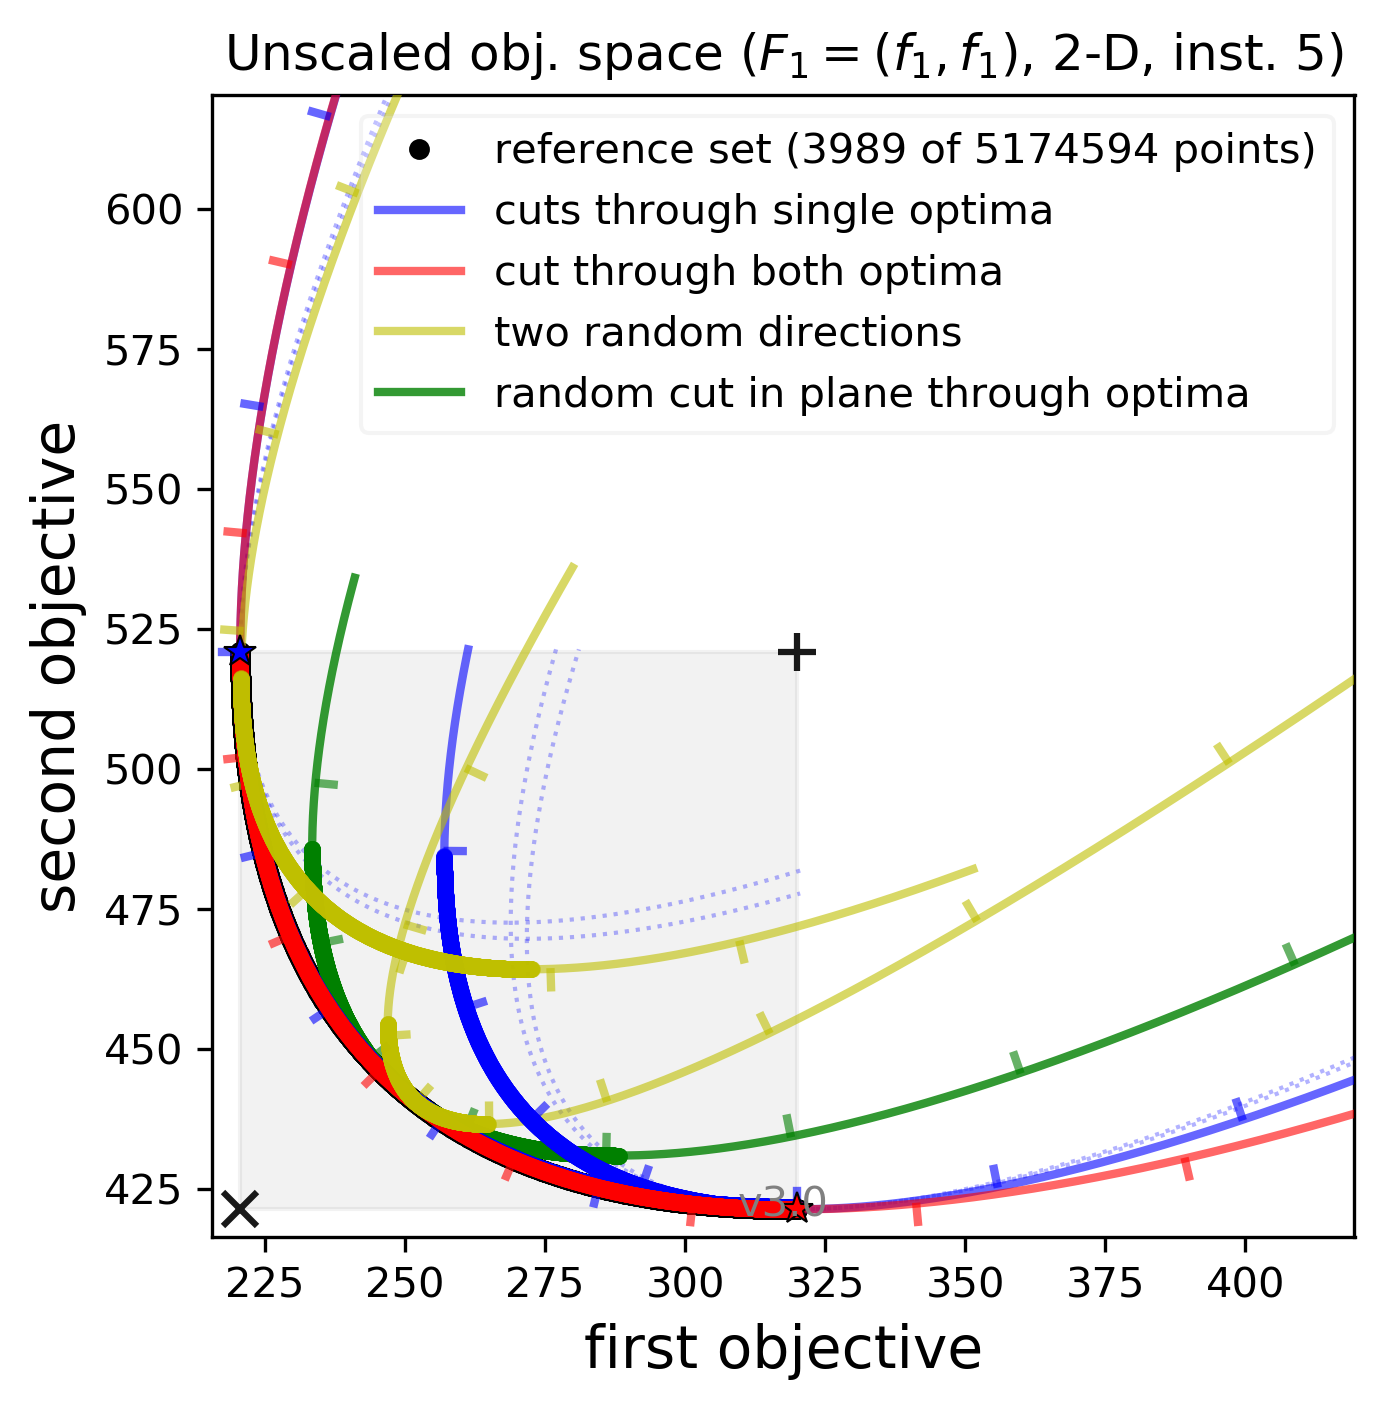 Unscaled obj. space (F₁ = (f₁, f₁), 2-D, inst. 5)
reference set (3989 of 5174594 points)
cuts through single optima
cut through both optima
two random directions
random cut in plane through optima
second objective
600
575
550
525
500
475
450
425
v3.0
225 250 275 300 325 350 375 400
first objective